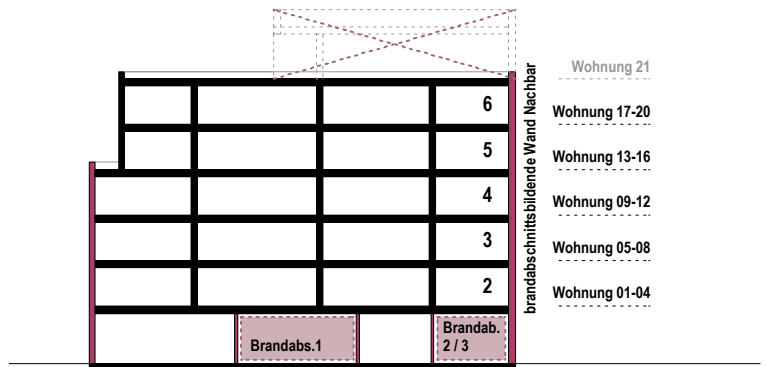 Wohnung 21
6
Wohnung 17-20
5
Wohnung 13-16
4
Wohnung 09-12
3
Wohnung 05-08
2
Wohnung 01-04
brandabschnittsbildende Wand Nachbar
Brandabs.1
Brandab.
2 / 3